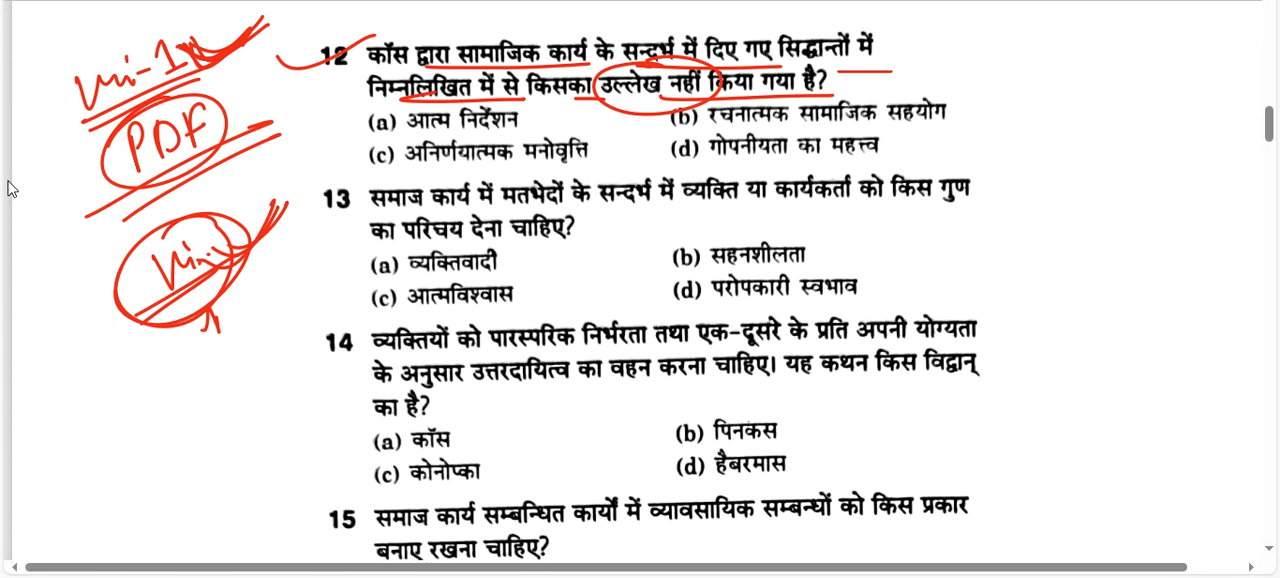 Uni-1
PDF
12 कॉस द्वारा सामाजिक कार्य के सन्दर्भ में दिए गए सिद्धान्तों में
निम्नलिखित में से किसका उल्लेख नहीं किया गया है?
(a) आत्म निर्देशन (b) रचनात्मक सामाजिक सहयोग
(c) अनिर्णयात्मक मनोवृत्ति (d) गोपनीयता का महत्त्व
13 समाज कार्य में मतभेदों के सन्दर्भ में व्यक्ति या कार्यकर्ता को किस गुण
का परिचय देना चाहिए?
(a) व्यक्तिवादी (b) सहनशीलता
(c) आत्मविश्वास (d) परोपकारी स्वभाव
14 व्यक्तियों को पारस्परिक निर्भरता तथा एक-दूसरे के प्रति अपनी योग्यता
के अनुसार उत्तरदायित्व का वहन करना चाहिए। यह कथन किस विद्वान्
का है?
(a) कॉस (b) पिनकस
(c) कोनोप्का (d) हैबरमास
15 समाज कार्य सम्बन्धित कार्यों में व्यावसायिक सम्बन्धों को किस प्रकार
बनाए रखना चाहिए?